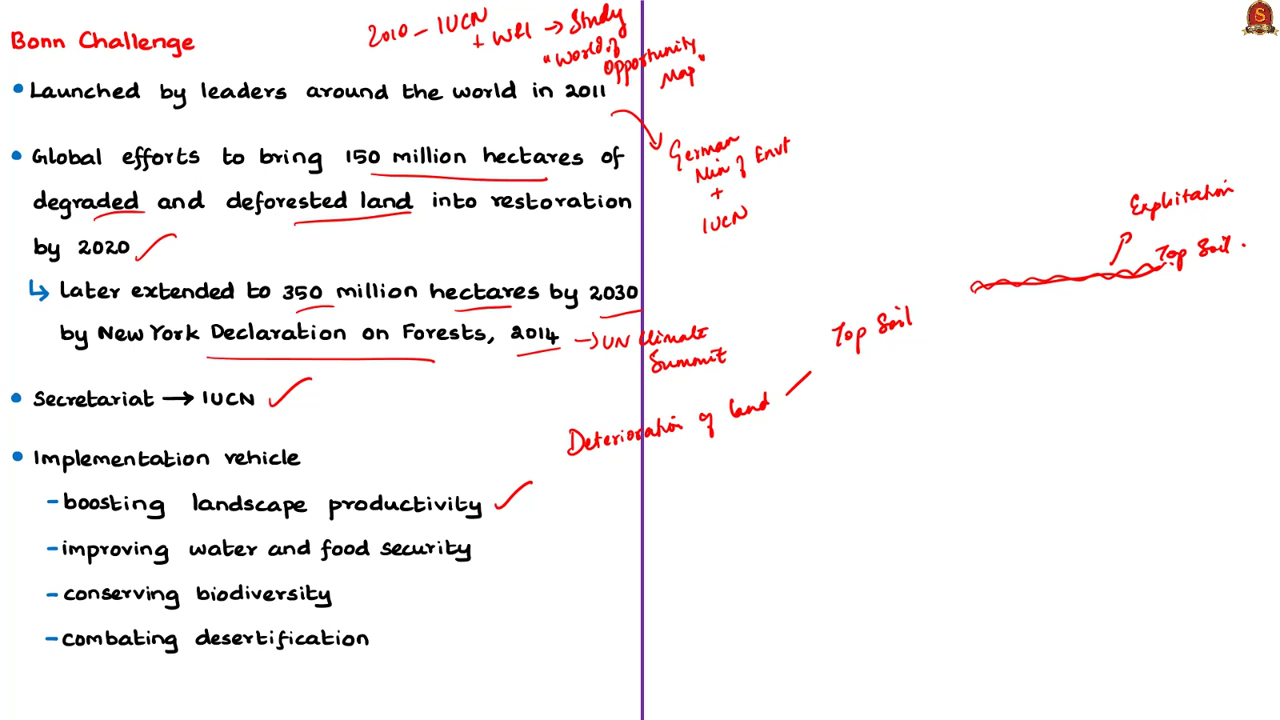 Bonn Challenge
2010 - IUCN
+ WRI → Study
"World of
Opportunity
Map"
• Launched by leaders around the world in 2011
German
Min of Envt
+
IUCN
• Global efforts to bring 150 million hectares of
degraded and deforested land into restoration
by 2020
↳ Later extended to 350 million hectares by 2030
by New York Declaration on Forests, 2014 → UN Climate
Summit
• Secretariat → IUCN
• Implementation vehicle
- boosting landscape productivity
- improving water and food security
- conserving biodiversity
- combating desertification
Deterioration of land
Top Soil
Exploitation
Top Soil.
S